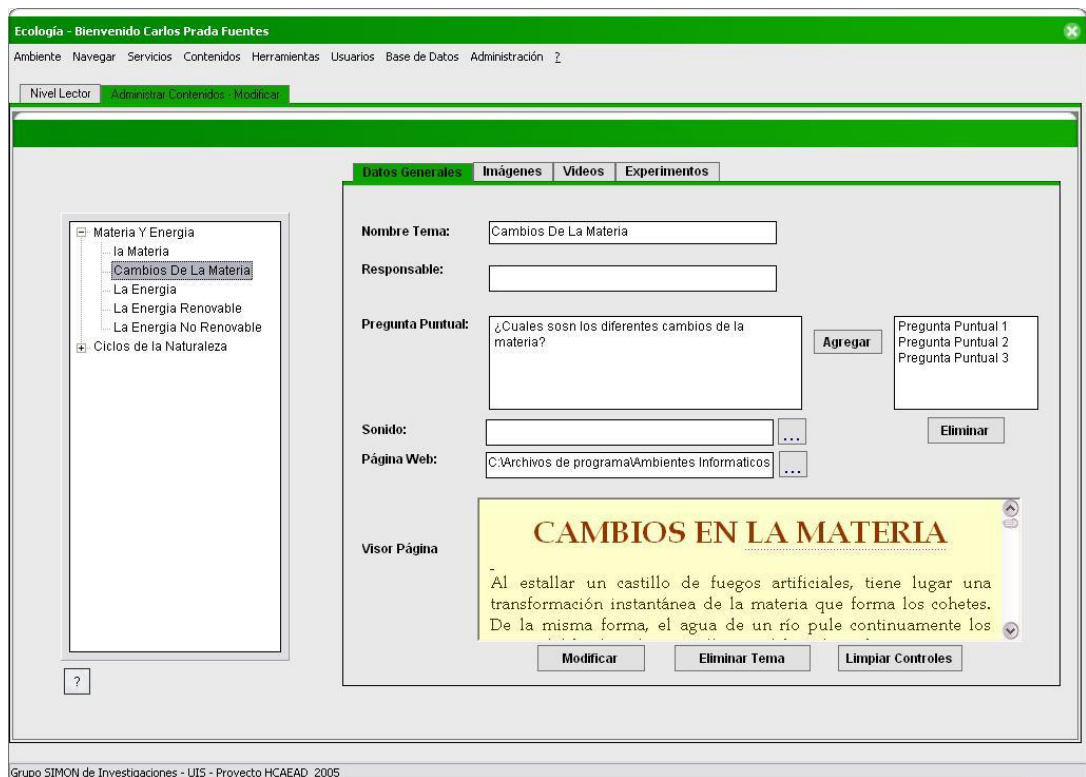 Ecología - Bienvenido Carlos Prada Fuentes
Ambiente Navegar Servicios Contenidos Herramientas Usuarios Base de Datos Administración ?
Nivel Lector
Administrar Contenidos - Modificar
Datos Generales
Imágenes
Videos
Experimentos
Materia Y Energia
la Materia
Cambios De La Materia
La Energia
La Energia Renovable
La Energia No Renovable
Ciclos de la Naturaleza
?
Nombre Tema:
Cambios De La Materia
Responsable:
Pregunta Puntual:
¿Cuales sosn los diferentes cambios de la
materia?
Agregar
Pregunta Puntual 1
Pregunta Puntual 2
Pregunta Puntual 3
Eliminar
Sonido:
...
Página Web:
C:\Archivos de programa\Ambientes Informaticos
...
Visor Página
CAMBIOS EN LA MATERIA
Al estallar un castillo de fuegos artificiales, tiene lugar una
transformación instantánea de la materia que forma los cohetes.
De la misma forma, el agua de un río pule continuamente los
Modificar
Eliminar Tema
Limpiar Controles
Grupo SIMON de Investigaciones - UIS - Proyecto HCAEAD 2005